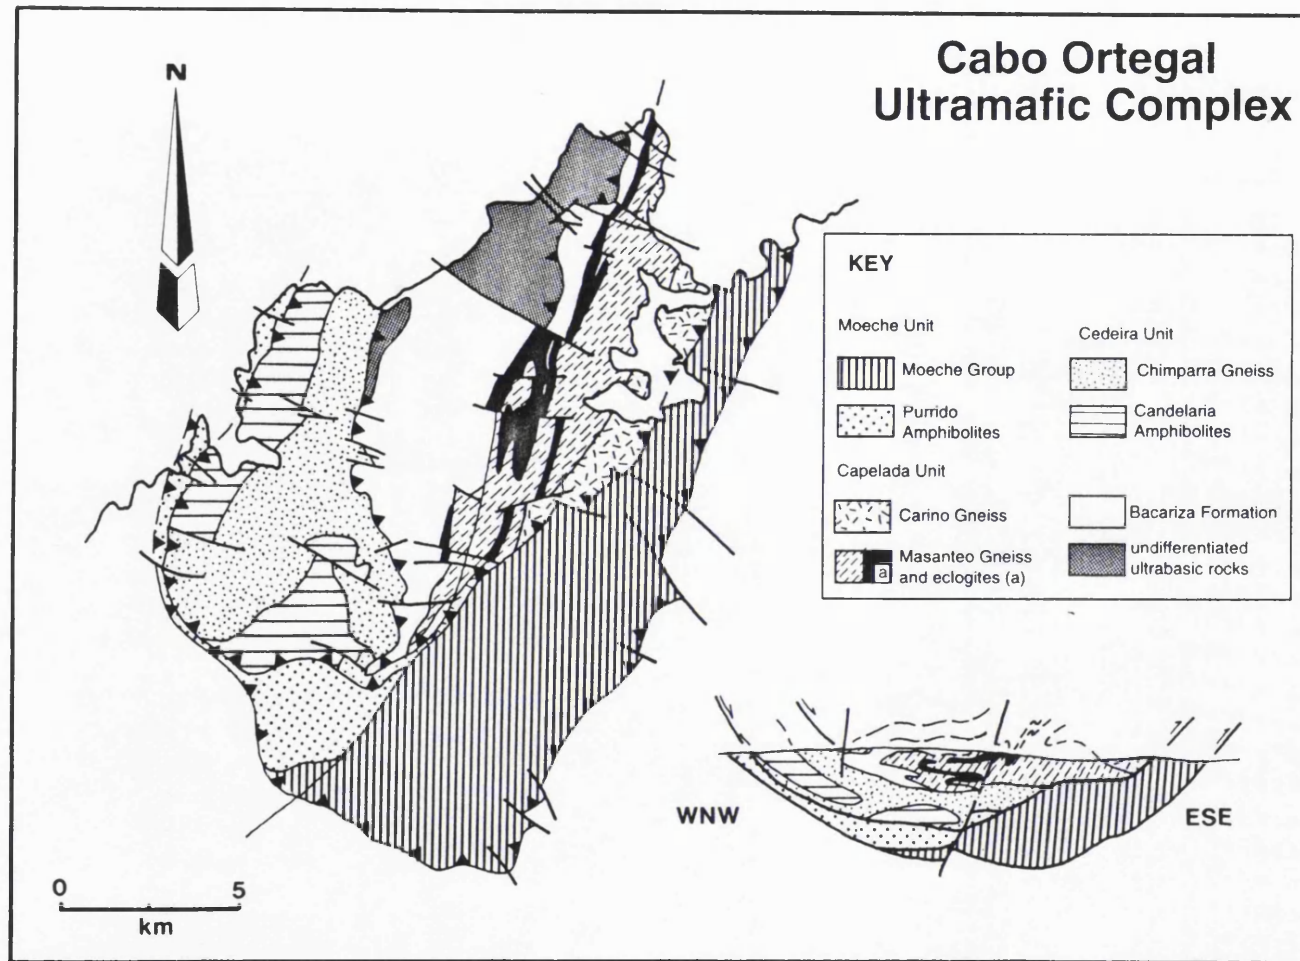 Cabo Ortegal
Ultramafic Complex
N
KEY
Moeche Unit
Moeche Group
Purrido
Amphibolites
Capelada Unit
Carino Gneiss
a
Masanteo Gneiss
and eclogites (a)
Cedeira Unit
Chimparra Gneiss
Candelaria
Amphibolites
Bacariza Formation
undifferentiated
ultrabasic rocks
WNW
ESE
0 5
km